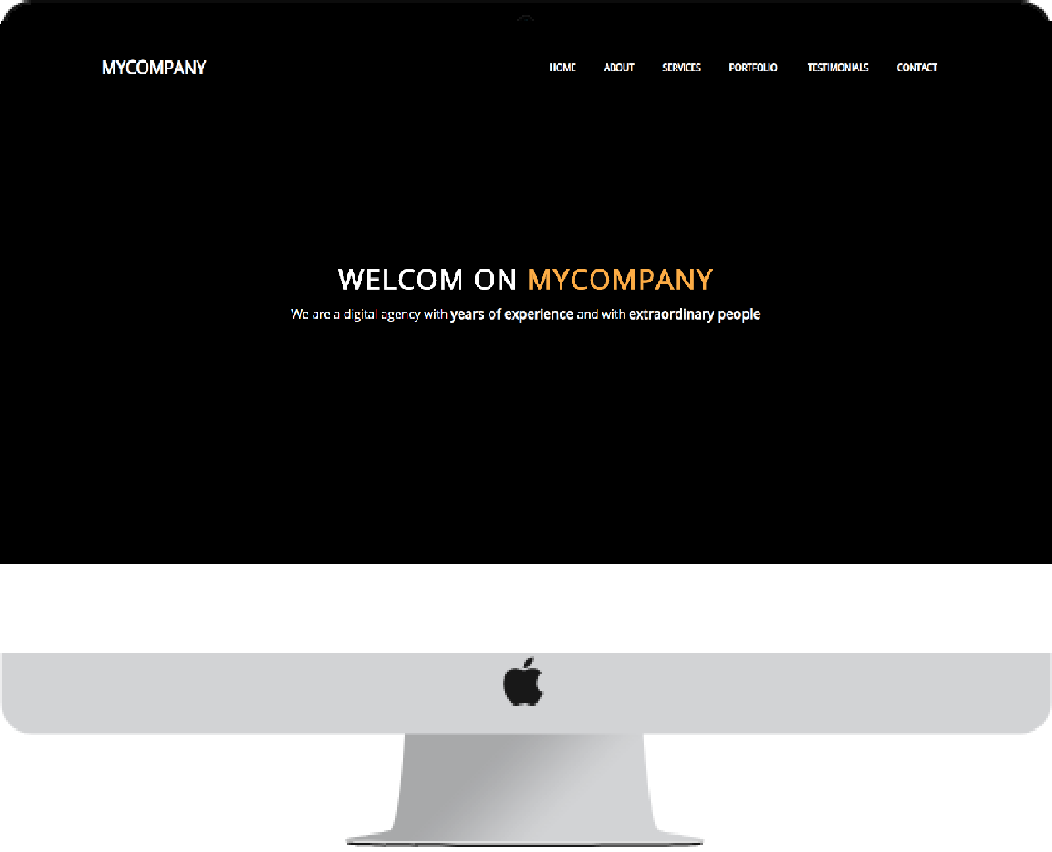 MYCOMPANY
HOME ABOUT SERVICES PORTFOLIO TESTIMONIALS CONTACT
WELCOM ON MYCOMPANY
We are a digital agency with years of experience and with extraordinary people